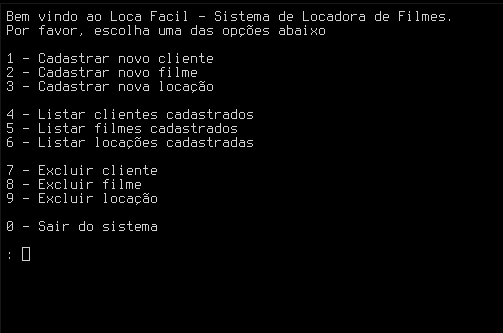 Bem vindo ao Loca Facil - Sistema de Locadora de Filmes.
Por favor, escolha uma das opções abaixo
1 - Cadastrar novo cliente
2 - Cadastrar novo filme
3 - Cadastrar nova locação
4 - Listar clientes cadastrados
5 - Listar filmes cadastrados
6 - Listar locações cadastradas
7 - Excluir cliente
8 - Excluir filme
9 - Excluir locação
0 - Sair do sistema
: